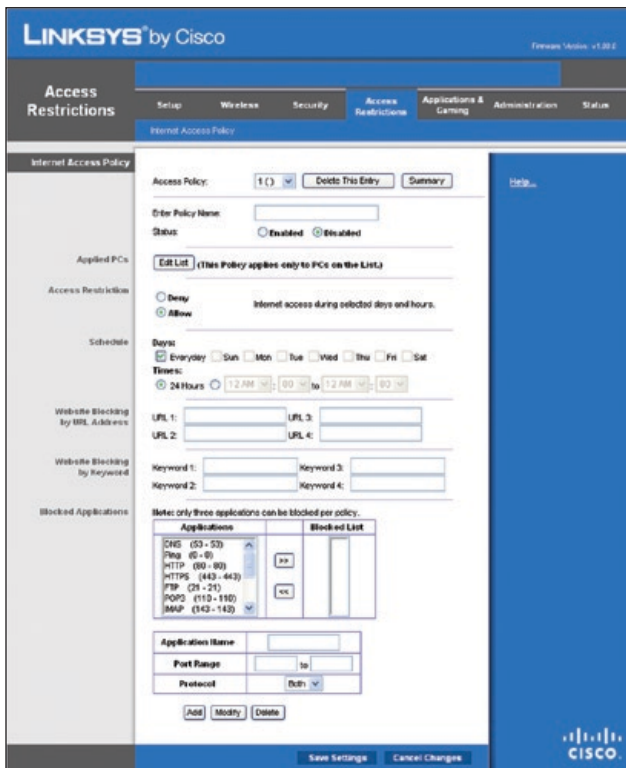 LINKSYS® by Cisco
Firmware Version: v1.00.0
Access Restrictions
Setup Wireless Security Access Restrictions Applications & Gaming Administration Status
Internet Access Policy
Internet Access Policy
Access Policy: 1 ( ) Delete This Entry Summary
Help...
Enter Policy Name:
Status: Enabled Disabled
Applied PCs
Edit List (This Policy applies only to PCs on the List.)
Access Restriction
Deny
Allow
Internet access during selected days and hours.
Schedule
Days:
Everyday Sun Mon Tue Wed Thu Fri Sat
Times:
24 Hours 12 AM : 00 to 12 AM : 00
Website Blocking by URL Address
URL 1: URL 3:
URL 2: URL 4:
Website Blocking by Keyword
Keyword 1: Keyword 3:
Keyword 2: Keyword 4:
Blocked Applications
Note: only three applications can be blocked per policy.
Applications Blocked List
DNS (53 - 53)
Ping (0 - 0)
HTTP (80 - 80)
HTTPS (443 - 443)
FTP (21 - 21)
POP3 (110 - 110)
IMAP (143 - 143)
>>
<<
Application Name
Port Range to
Protocol Both
Add Modify Delete
Save Settings Cancel Changes
CISCO.